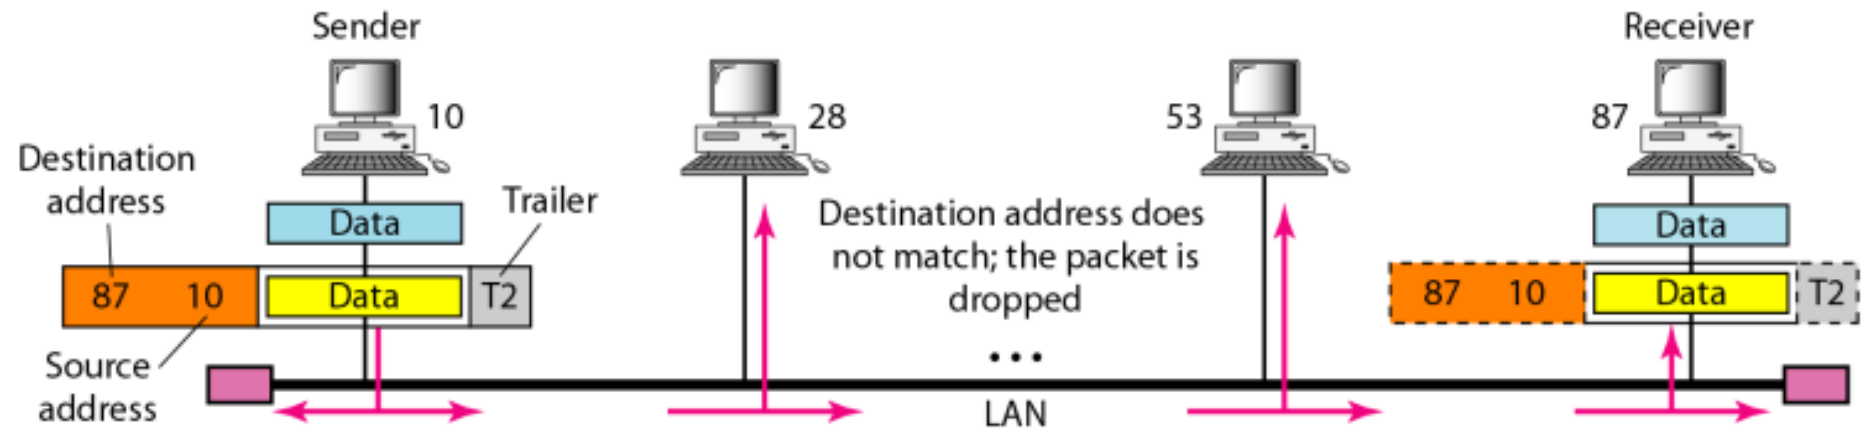 Sender
Receiver
10
28
53
87
Destination
address
Trailer
Data
Destination address does
not match; the packet is
dropped
Data
87 10
Data
T2
87 10
Data
T2
Source
address
...
LAN